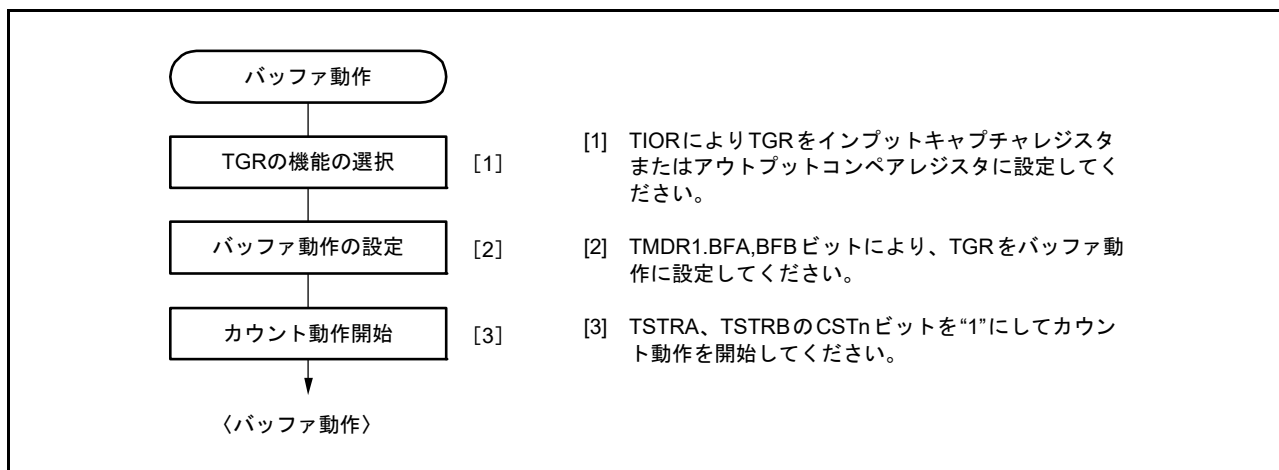 バッファ動作
TGRの機能の選択 [1]
バッファ動作の設定 [2]
カウント動作開始 [3]
〈バッファ動作〉
[1] TIORによりTGRをインプットキャプチャレジスタ
またはアウトプットコンペアレジスタに設定してく
ださい。
[2] TMDR1.BFA,BFBビットにより、TGRをバッファ動
作に設定してください。
[3] TSTRA、TSTRBのCSTnビットを“1”にしてカウン
ト動作を開始してください。